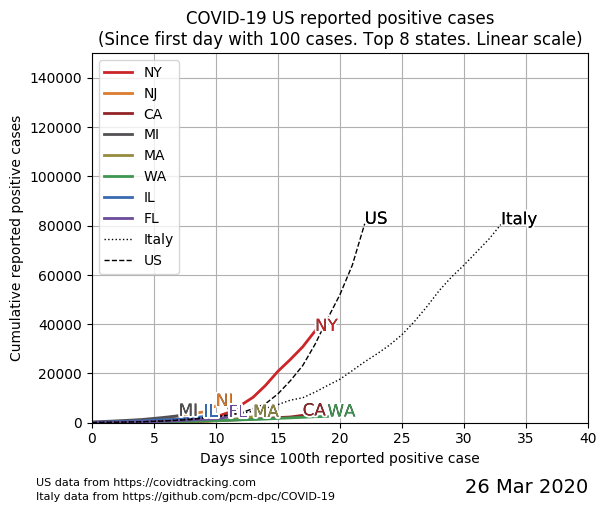 COVID-19 US reported positive cases
(Since first day with 100 cases. Top 8 states. Linear scale)
Cumulative reported positive cases
140000
120000
100000
80000
60000
40000
20000
0
NY
NJ
CA
MI
MA
WA
IL
FL
Italy
US
US
Italy
NY
NJ
MI
IL
FL
MA
CA
WA
0 5 10 15 20 25 30 35 40
Days since 100th reported positive case
US data from https://covidtracking.com
Italy data from https://github.com/pcm-dpc/COVID-19
26 Mar 2020